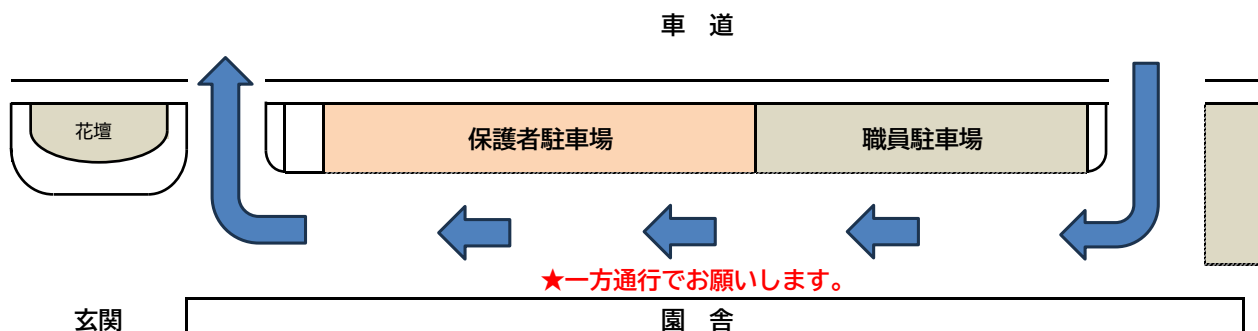 車　道
花壇
保護者駐車場
職員駐車場
★一方通行でお願いします。
玄関
園　舎